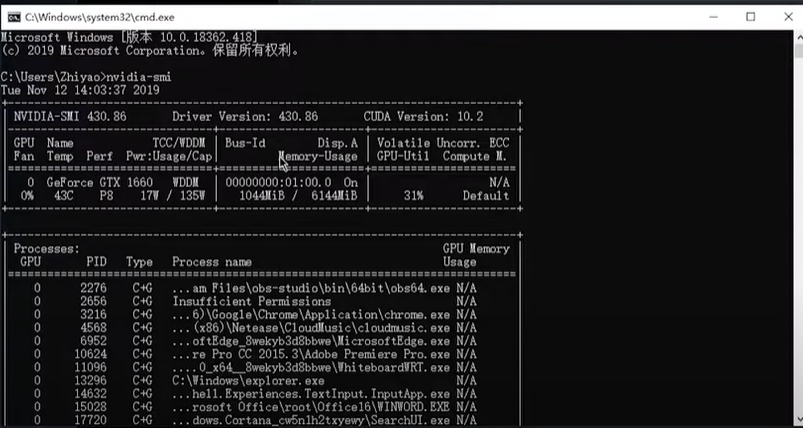 C:\Windows\system32\cmd.exe
Microsoft Windows [版本 10.0.18362.418]
(c) 2019 Microsoft Corporation。保留所有权利。
C:\Users\Zhiyao>nvidia-smi
Tue Nov 12 14:03:37 2019
NVIDIA-SMI 430.86 Driver Version: 430.86 CUDA Version: 10.2
GPU Name TCC/WDDM Bus-Id Disp.A Volatile Uncorr. ECC
Fan Temp Perf Pwr:Usage/Cap Memory-Usage GPU-Util Compute M.
0 GeForce GTX 1660 WDDM 00000000:01:00.0 On N/A
0% 43C P8 17W / 135W 1044MiB / 6144MiB 31% Default
Processes: GPU Memory
GPU PID Type Process name Usage
0 2276 C+G ...am Files\obs-studio\bin\64bit\obs64.exe N/A
0 2656 C+G Insufficient Permissions N/A
0 3216 C+G ...6)\Google\Chrome\Application\chrome.exe N/A
0 4568 C+G ...(x86)\Netease\CloudMusic\cloudmusic.exe N/A
0 6952 C+G ...oftEdge_8wekyb3d8bbwe\MicrosoftEdge.exe N/A
0 10624 C+G ...re Pro CC 2015.3\Adobe Premiere Pro.exe N/A
0 11096 C+G ...0_x64__8wekyb3d8bbwe\WhiteboardWRT.exe N/A
0 13296 C+G C:\Windows\explorer.exe N/A
0 14632 C+G ...hell.Experiences.TextInput.InputApp.exe N/A
0 15028 C+G ...rosoft Office\root\Office16\WINWORD.EXE N/A
0 17720 C+G ...dows.Cortana_cw5n1h2txyewy\SearchUI.exe N/A